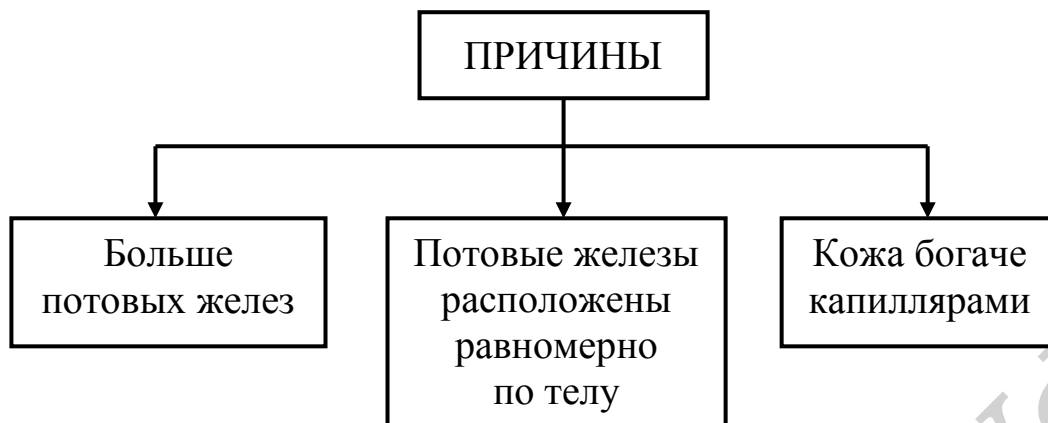 ПРИЧИНЫ
Больше
потовых желез
Потовые железы
расположены
равномерно
по телу
Кожа богаче
капиллярами